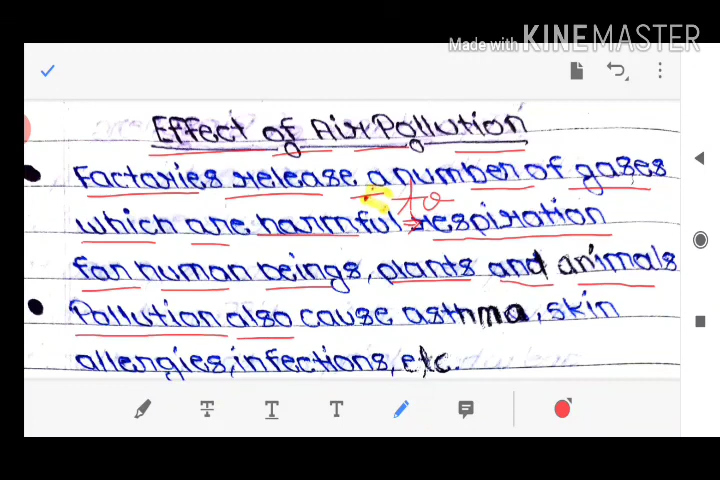 Made with KINEMASTER
Effect of Air Pollution
Factories release a number of gases
to
which are harmful respiration
for human beings, plants and animals
Pollution also cause asthma, skin
allergies, infections, etc.
T T T